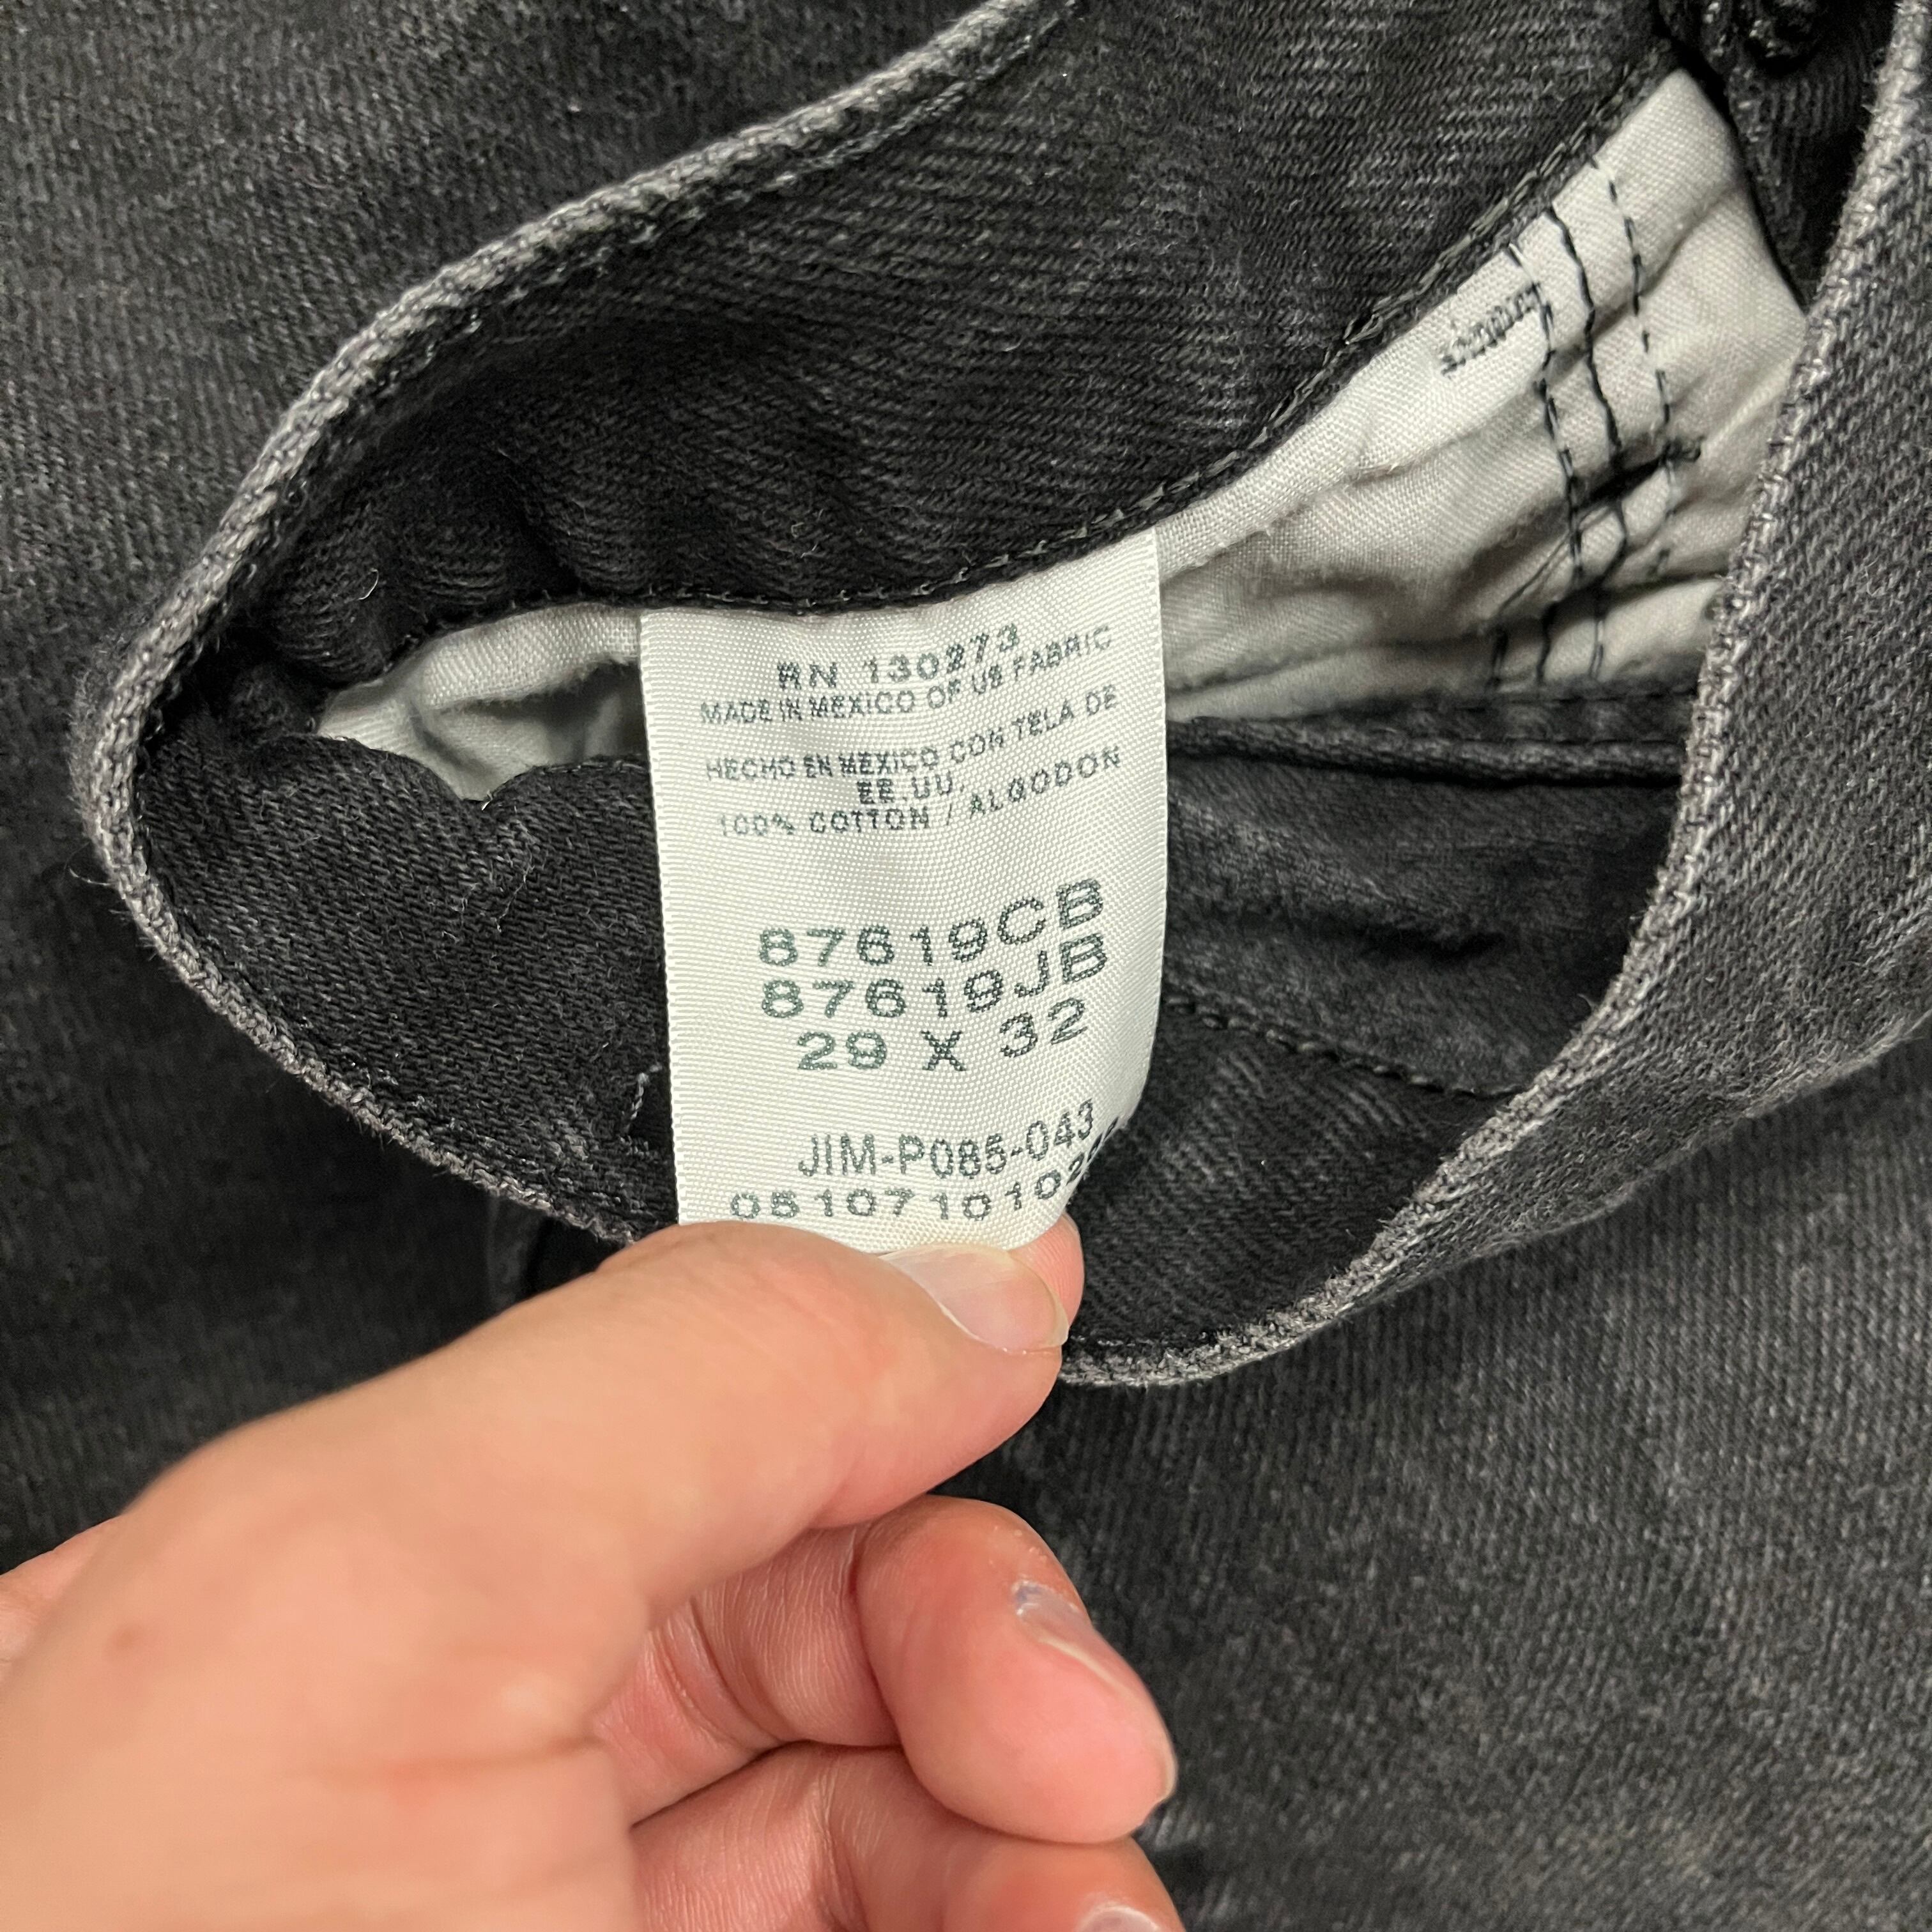 RN 130273
MADE IN MEXICO OF US FABRIC
HECHO EN MEXICO CON TELA DE
EE.UU.
100% COTTON / ALGODON
87619CB
87619JB
29 X 32
JIM-P085-043